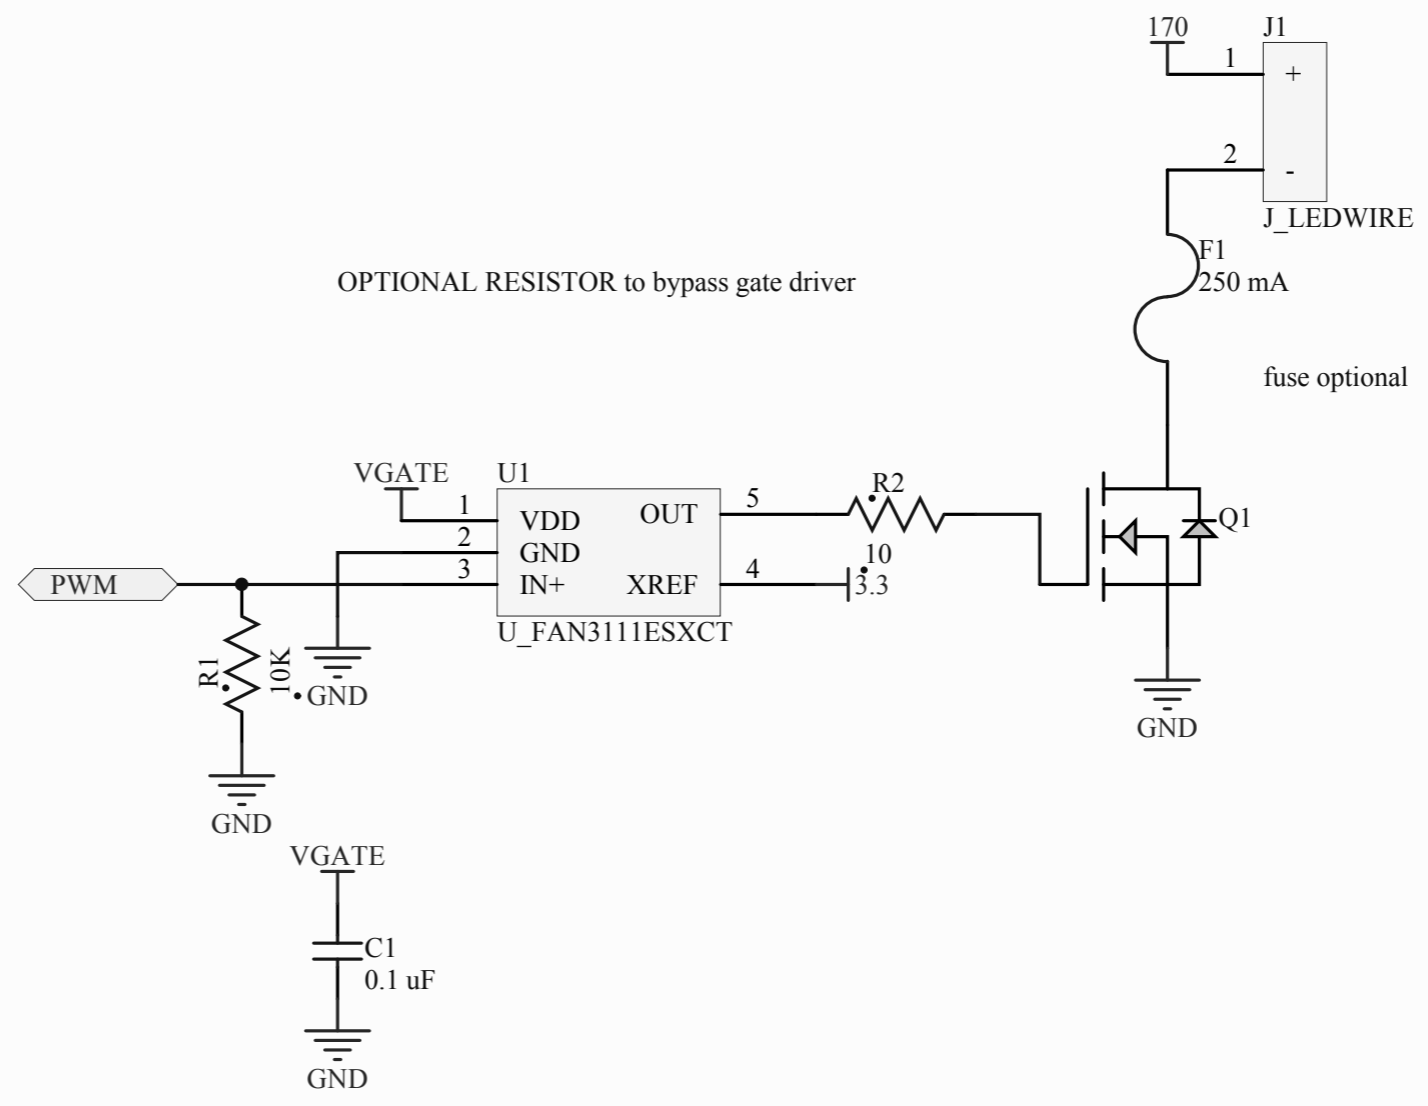 170
J1
1
+
2
-
J_LEDWIRE
F1
250 mA
OPTIONAL RESISTOR to bypass gate driver
fuse optional
VGATE
U1
1
VDD
2
GND
3
IN+
OUT
5
XREF
4
U_FAN3111ESXCT
R2
10
3.3
Q1
PWM
R1
10K
GND
GND
GND
VGATE
C1
0.1 uF
GND